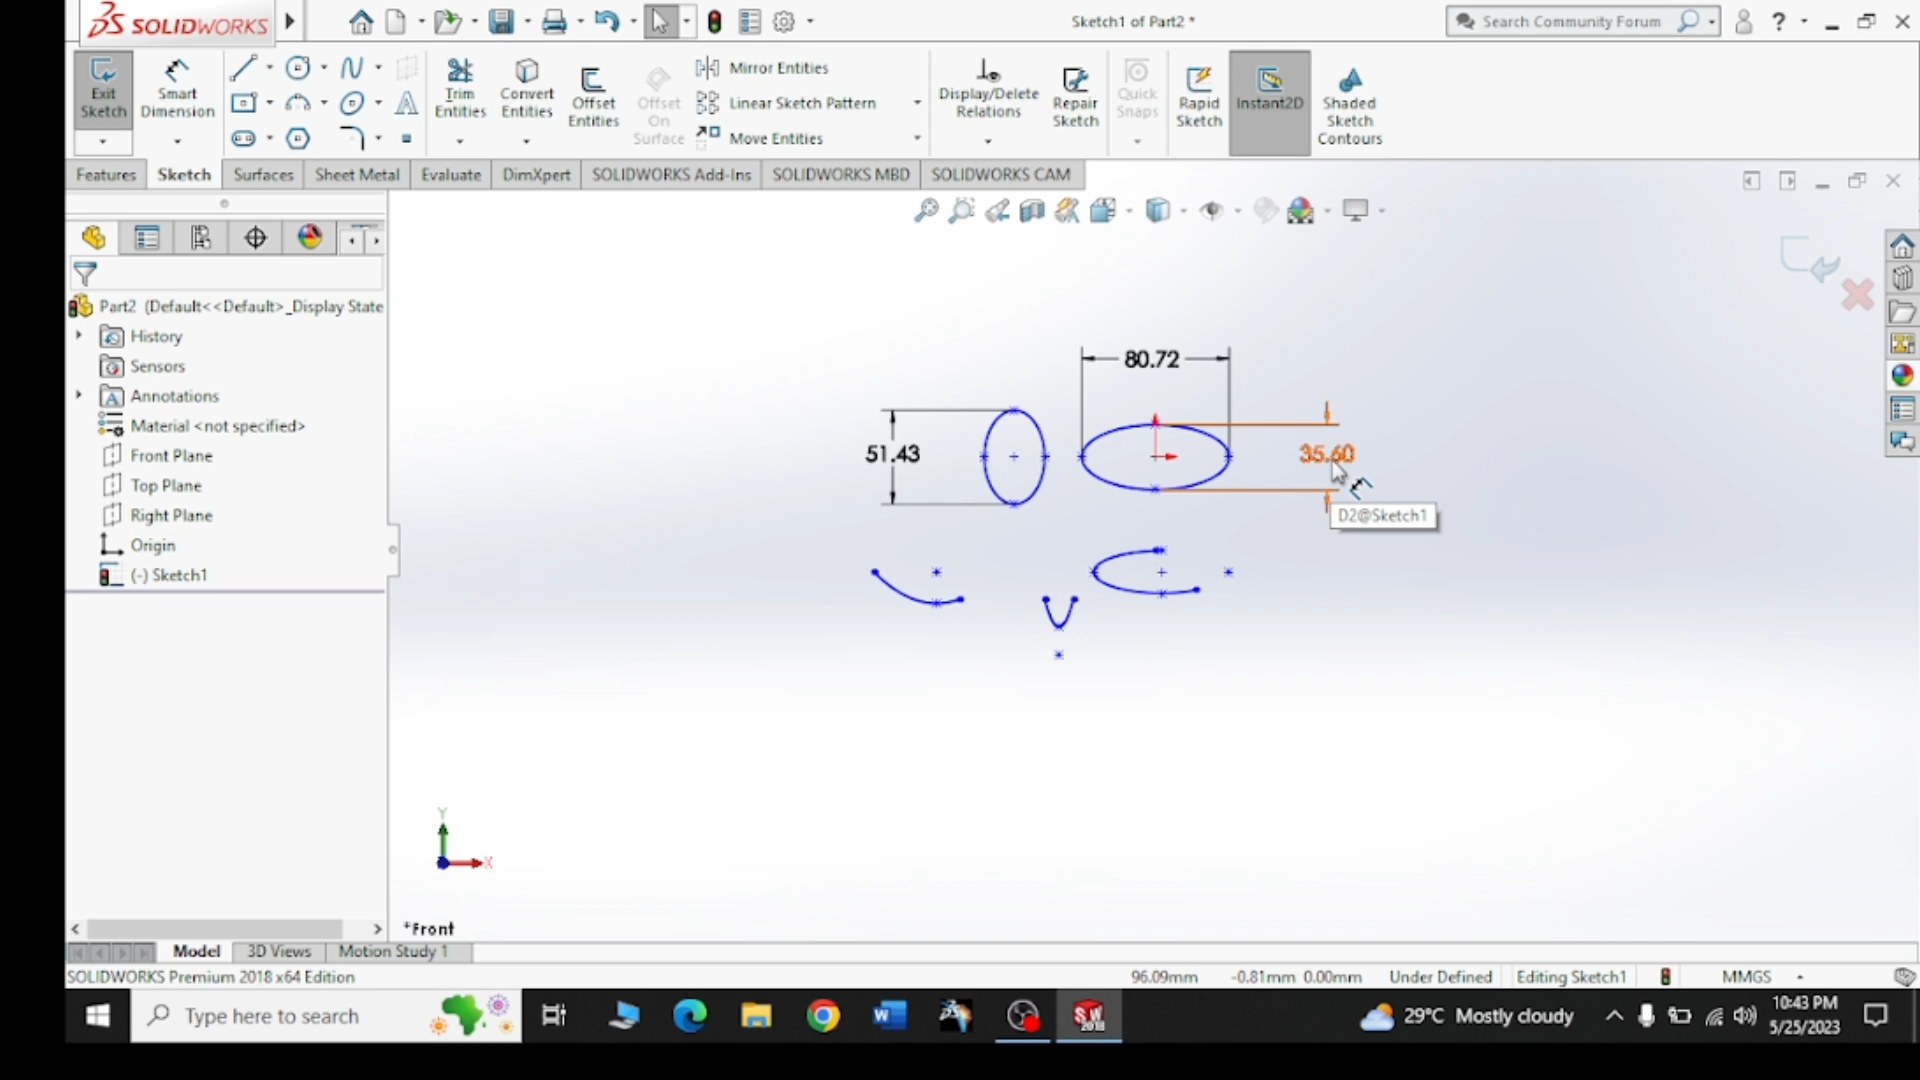 SOLIDWORKS
Sketch1 of Part2 *
Search Community Forum
?
Exit Sketch
Smart Dimension
Trim Entities
Convert Entities
Offset Entities
Offset On Surface
Mirror Entities
Linear Sketch Pattern
Move Entities
Display/Delete Relations
Repair Sketch
Quick Snaps
Rapid Sketch
Instant2D
Shaded Sketch Contours
Features
Sketch
Surfaces
Sheet Metal
Evaluate
DimXpert
SOLIDWORKS Add-Ins
SOLIDWORKS MBD
SOLIDWORKS CAM
Part2 (Default<<Default>_Display State
History
Sensors
Annotations
Material <not specified>
Front Plane
Top Plane
Right Plane
Origin
(-) Sketch1
80.72
51.43
35.60
D2@Sketch1
Y
X
*Front
Model
3D Views
Motion Study 1
SOLIDWORKS Premium 2018 x64 Edition
96.09mm
-0.81mm 0.00mm
Under Defined
Editing Sketch1
MMGS
Type here to search
29°C Mostly cloudy
10:43 PM
5/25/2023